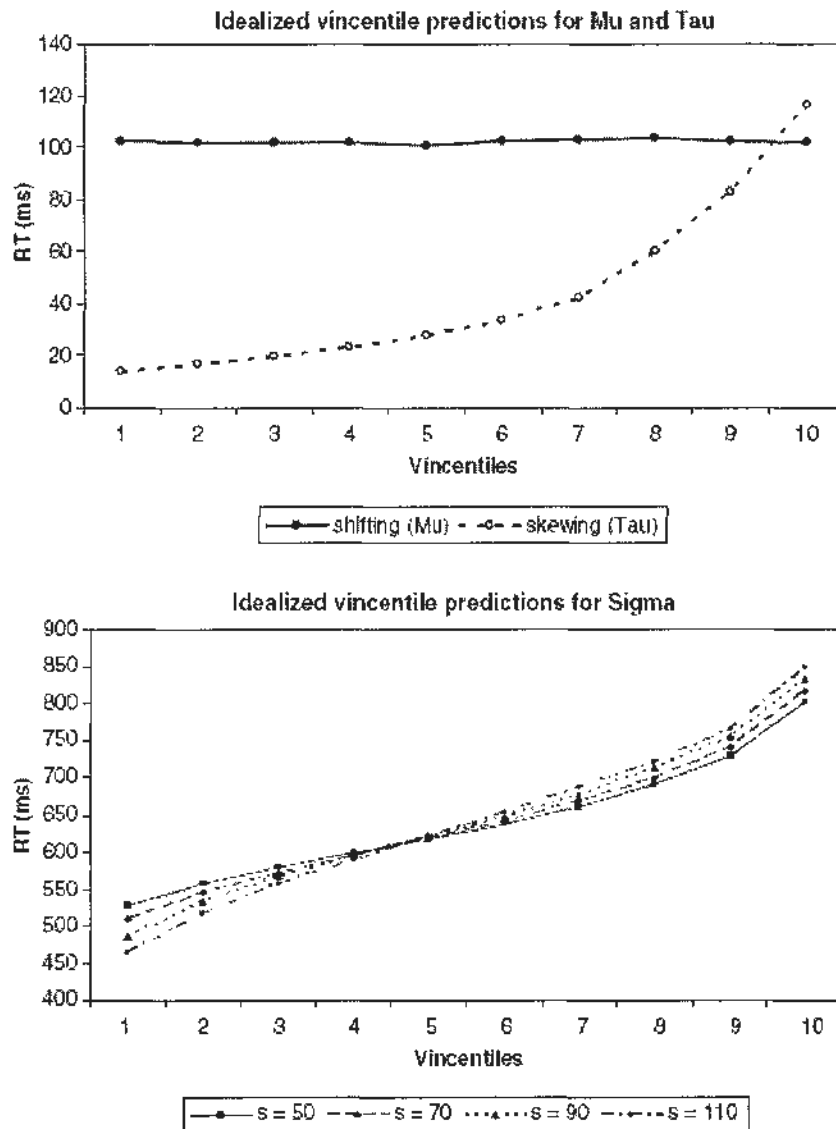 Idealized vincentile predictions for Mu and Tau
140
120
100
80
60
40
20
0
RT (ms)
1 2 3 4 5 6 7 8 9 10
Vincentiles
shifting (Mu) skewing (Tau)
Idealized vincentile predictions for Sigma
900
850
800
750
700
650
600
550
500
450
400
RT (ms)
1 2 3 4 5 6 7 8 9 10
Vincentiles
s = 50 s = 70 s = 90 s = 110